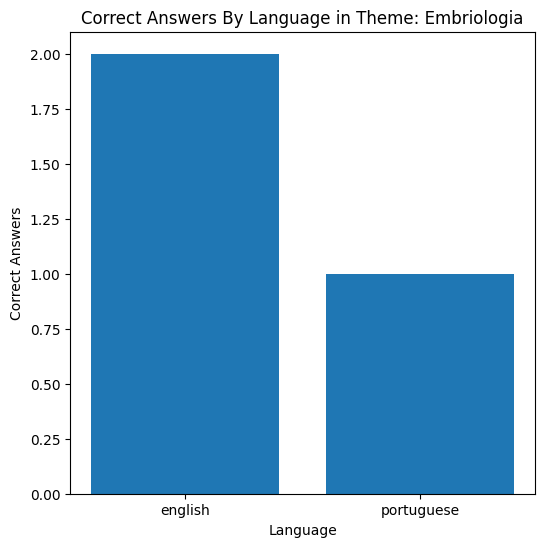 Correct Answers By Language in Theme: Embriologia
Correct Answers
2.00
1.75
1.50
1.25
1.00
0.75
0.50
0.25
0.00
english
portuguese
Language